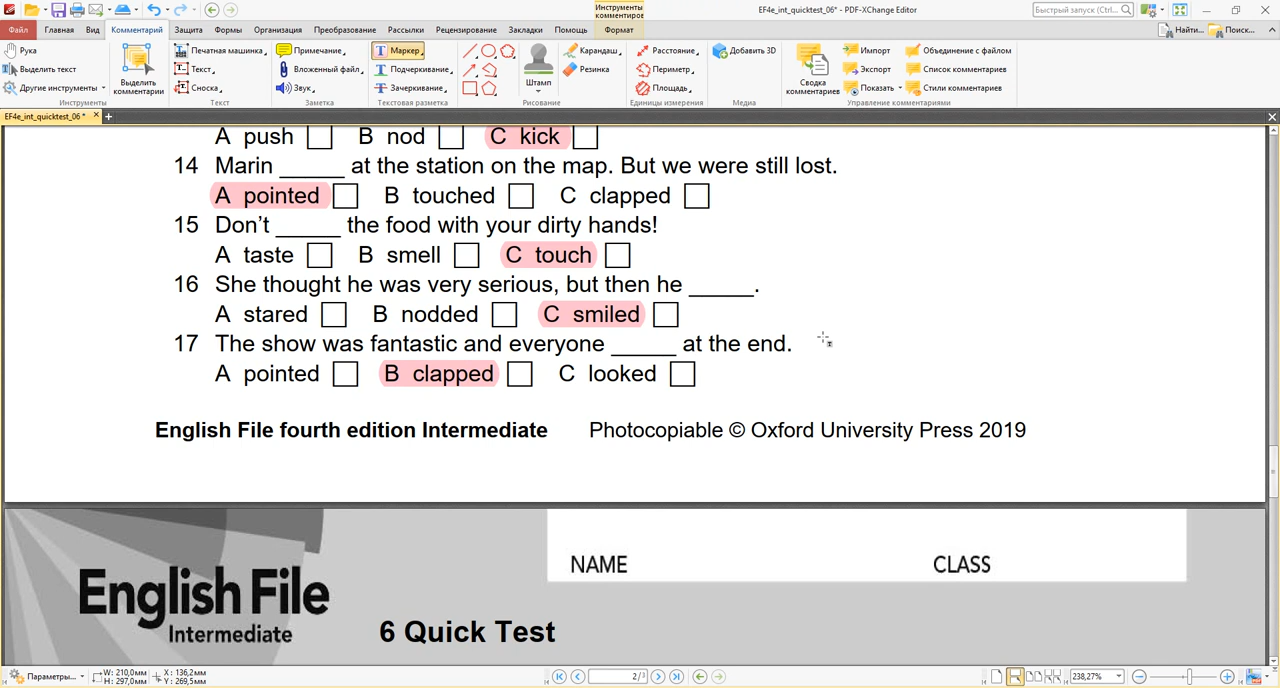 Инструменты комментиров
EF4e_int_quicktest_06* - PDF-XChange Editor
Быстрый запуск (Ctrl...
Файл Главная Вид Комментарий Защита Формы Организация Преобразование Рассылки Рецензирование Закладки Помощь Формат Найти... Поиск...
Рука
Выделить текст
Другие инструменты
Выделить комментарии
Инструменты
Печатная машинка
Текст
Сноска
Текст
Примечание
Вложенный файл
Звук
Заметка
Маркер
Подчеркивание
Зачеркивание
Текстовая разметка
Штамп
Карандаш
Резинка
Рисование
Расстояние
Периметр
Площадь
Единицы измерения
Добавить 3D
Медиа
Сводка комментариев
Импорт
Экспорт
Показать
Объединение с файлом
Список комментариев
Стили комментариев
Управление комментариями
EF4e_int_quicktest_06 *
A push B nod C kick
14 Marin _____ at the station on the map. But we were still lost.
A pointed B touched C clapped
15 Don’t _____ the food with your dirty hands!
A taste B smell C touch
16 She thought he was very serious, but then he _____.
A stared B nodded C smiled
17 The show was fantastic and everyone _____ at the end.
A pointed B clapped C looked
English File fourth edition Intermediate Photocopiable © Oxford University Press 2019
NAME CLASS
English File
Intermediate
6 Quick Test
Параметры...
W: 210,0мм
H: 297,0мм
X: 136,2мм
Y: 269,5мм
2/3
238,27%